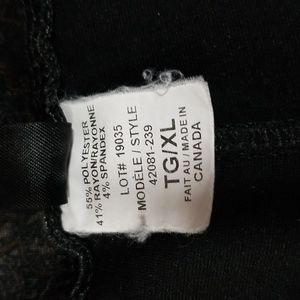 55% POLYESTER
41% RAYON/RAYONNE
4% SPANDEX
LOT# 19035
MODÈLE / STYLE
42081-239
TG/XL
FAIT AU / MADE IN
CANADA